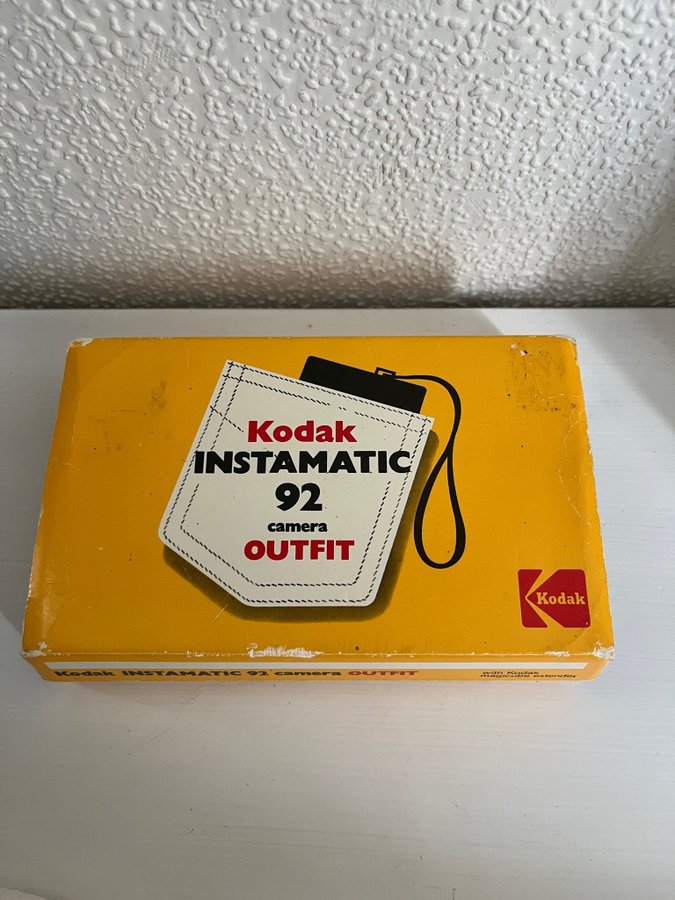 Kodak
INSTAMATIC
92
camera
OUTFIT
Kodak
Kodak INSTAMATIC 92 camera OUTFIT
with Kodak
magicube extender